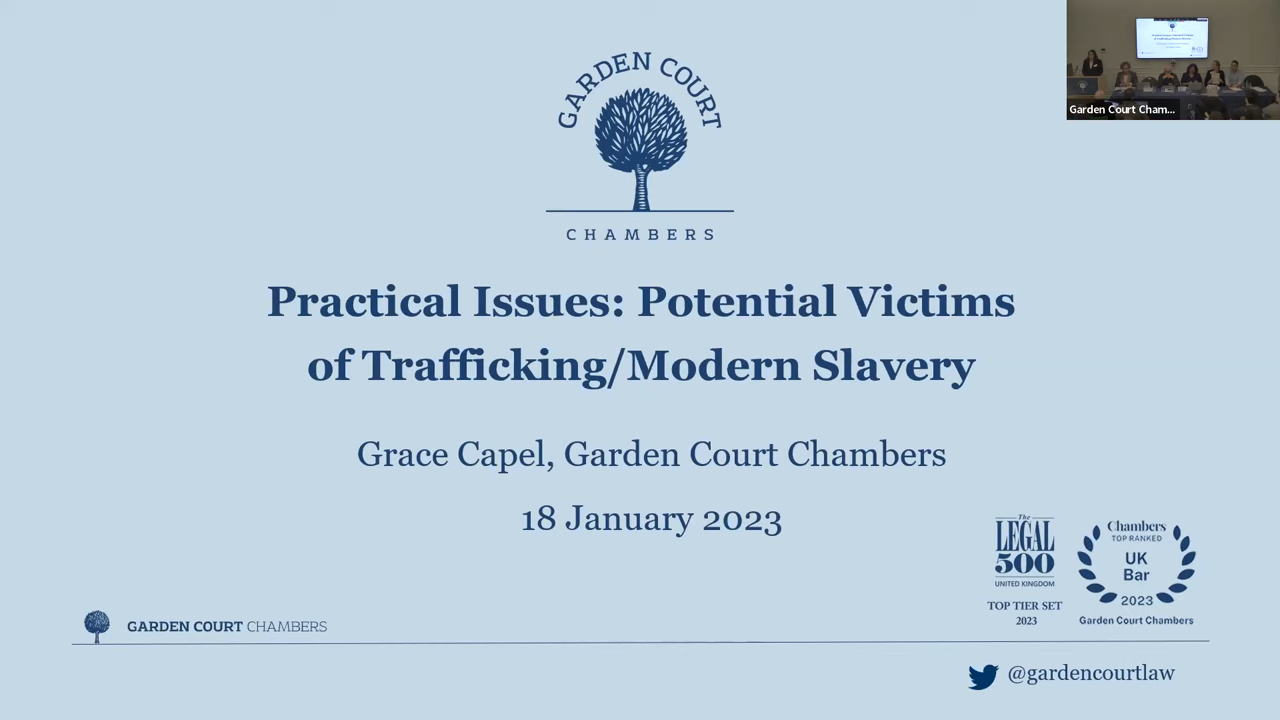 GARDEN COURT
CHAMBERS
Garden Court Cham...
Practical Issues: Potential Victims
of Trafficking/Modern Slavery
Grace Capel, Garden Court Chambers
18 January 2023
The
LEGAL
500
UNITED KINGDOM
TOP TIER SET
2023
Chambers
TOP RANKED
UK
Bar
2023
Garden Court Chambers
GARDEN COURT CHAMBERS
@gardencourtlaw